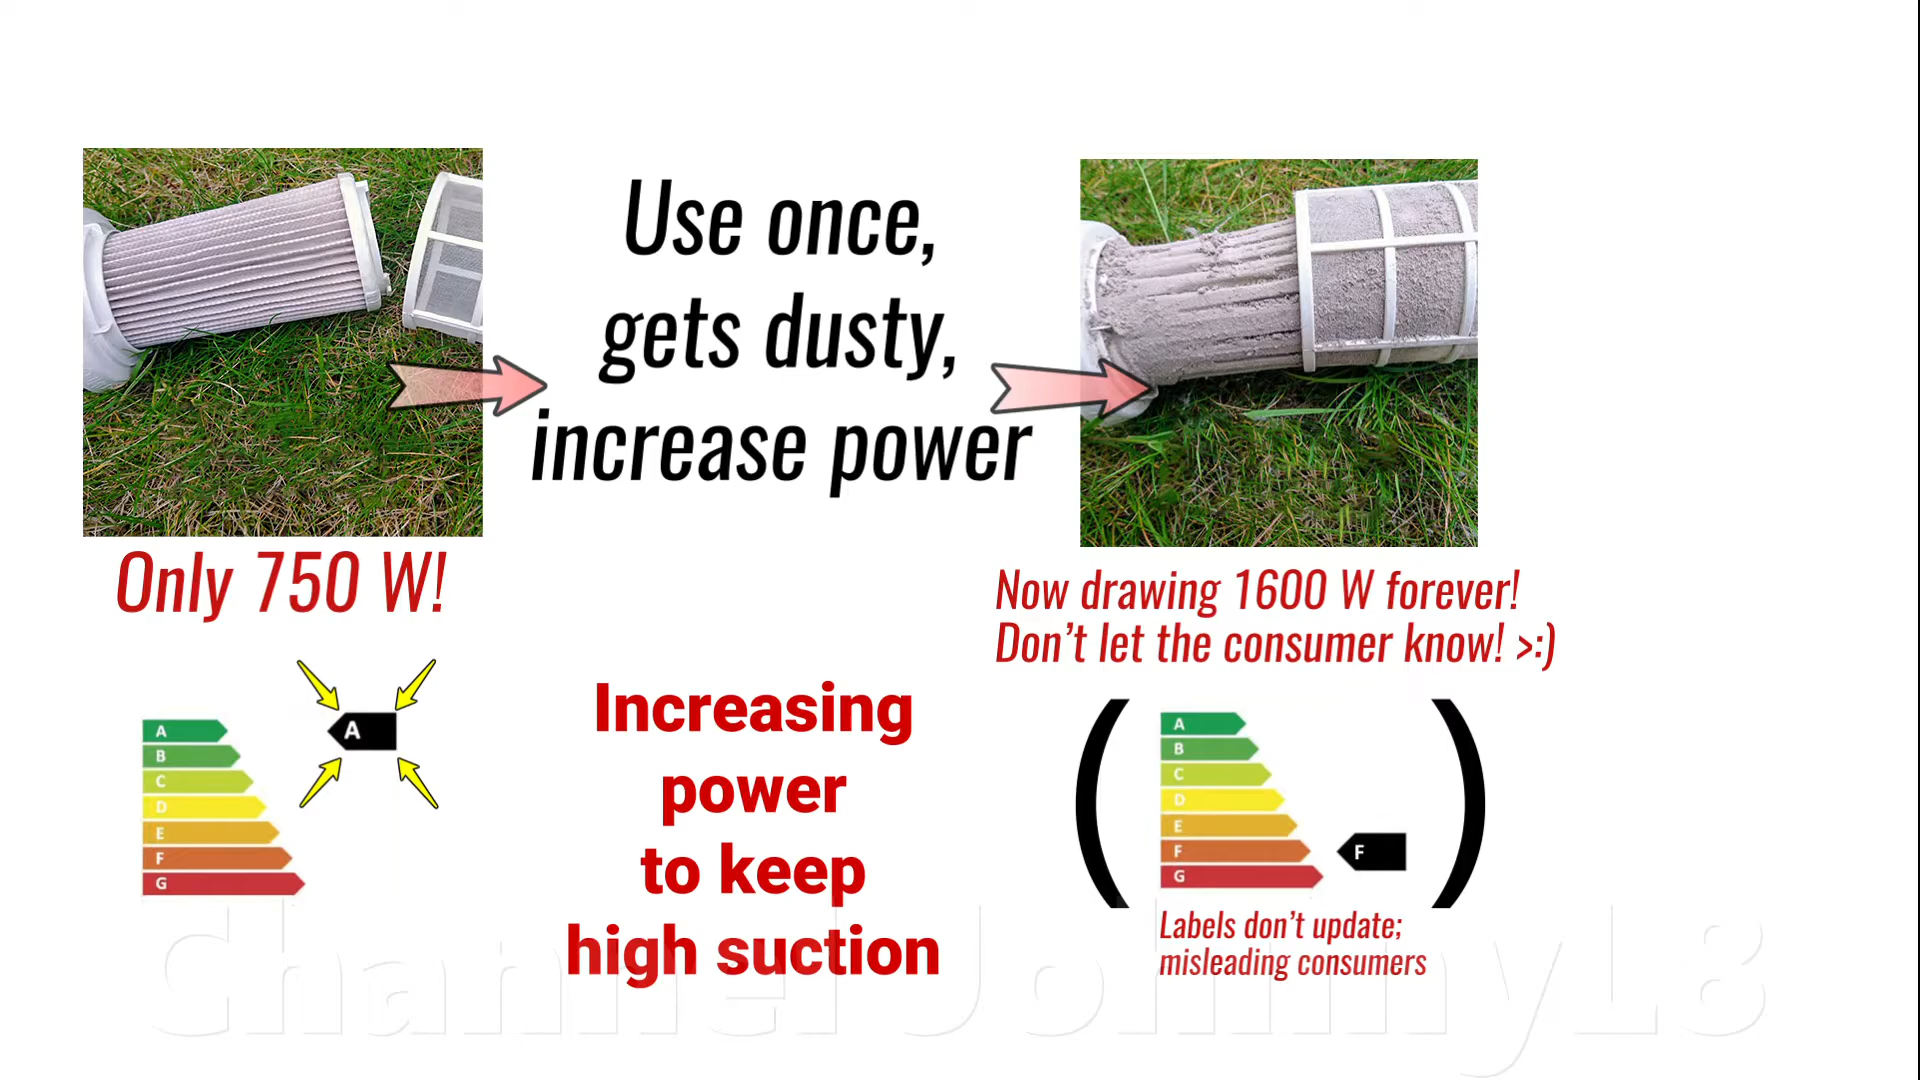 Use once,
gets dusty,
increase power
Only 750 W!
Now drawing 1600 W forever!
Don't let the consumer know! >:)
A
B
C
D
E
F
G
A
Increasing
power
to keep
high suction
(
A
B
C
D
E
F
G
F
)
Labels don't update;
misleading consumers
Channel JohnnyL8